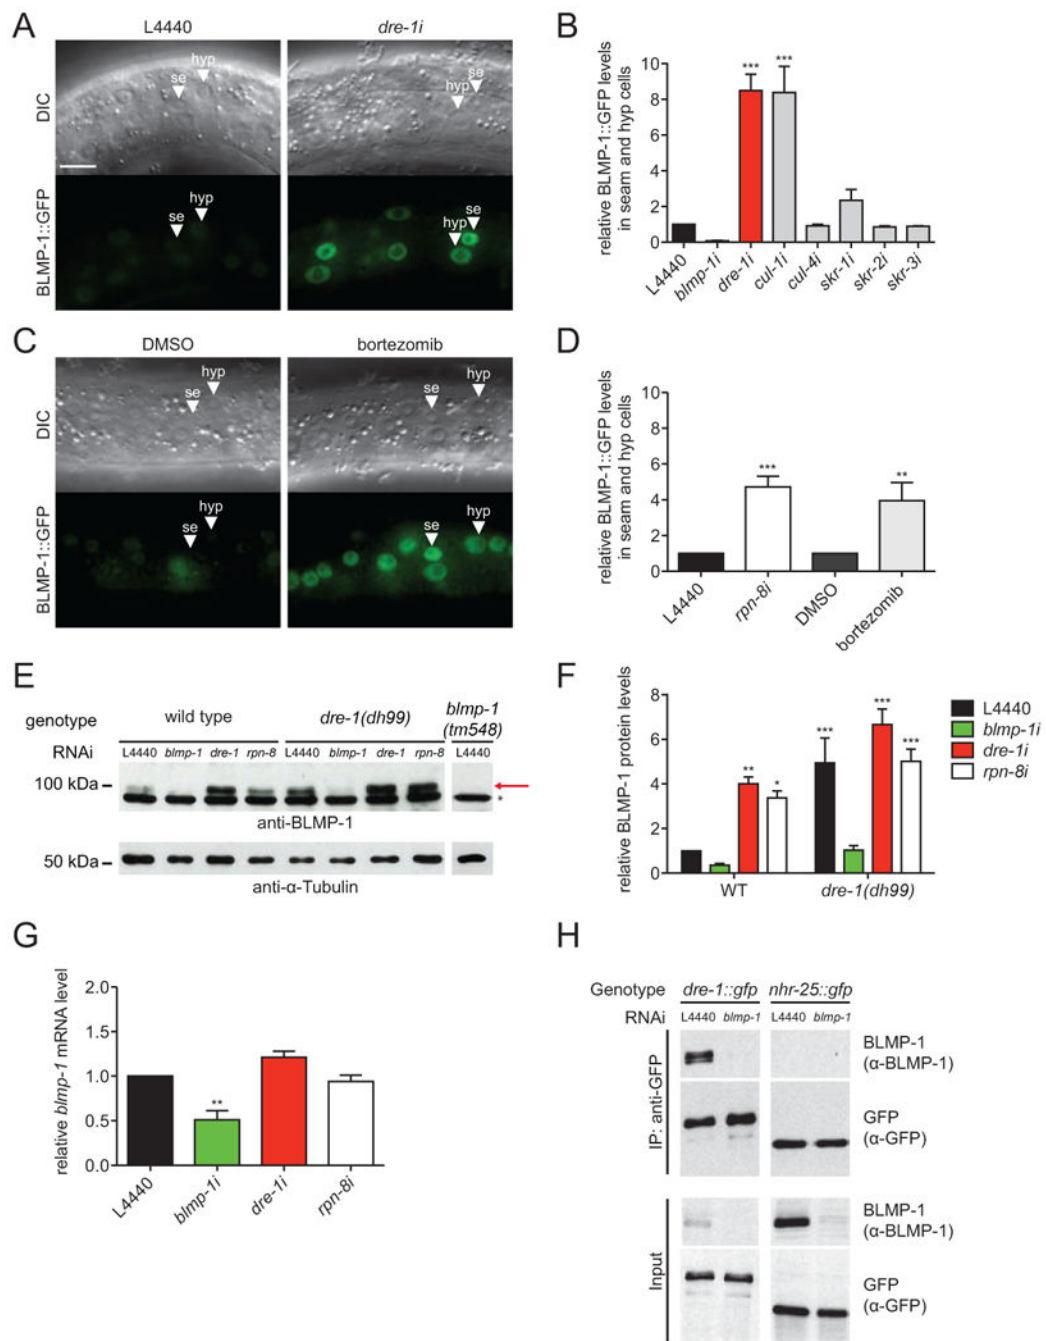 A
L4440
dre-1i
DIC
se
hyp
hyp
se
BLMP-1::GFP
se
hyp
hyp
se
B
relative BLMP-1::GFP levels
in seam and hyp cells
10
8
6
4
2
0
***
***
L4440
blmp-1i
dre-1i
cul-1i
cul-4i
skr-1i
skr-2i
skr-3i
C
DMSO
bortezomib
DIC
se
hyp
se
hyp
BLMP-1::GFP
se
hyp
se
hyp
D
relative BLMP-1::GFP levels
in seam and hyp cells
10
8
6
4
2
0
***
**
L4440
rpn-8i
DMSO
bortezomib
E
genotype
wild type
dre-1(dh99)
blmp-1
(tm548)
RNAi
L4440 blmp-1 dre-1 rpn-8 L4440 blmp-1 dre-1 rpn-8 L4440
100 kDa
*
anti-BLMP-1
50 kDa
anti-α-Tubulin
F
relative BLMP-1 protein levels
8
6
4
2
0
**
*
***
***
***
WT
dre-1(dh99)
L4440
blmp-1i
dre-1i
rpn-8i
G
relative blmp-1 mRNA level
2.0
1.5
1.0
0.5
0.0
**
L4440
blmp-1i
dre-1i
rpn-8i
H
Genotype dre-1::gfp nhr-25::gfp
RNAi L4440 blmp-1 L4440 blmp-1
IP: anti-GFP
BLMP-1
(α-BLMP-1)
GFP
(α-GFP)
Input
BLMP-1
(α-BLMP-1)
GFP
(α-GFP)